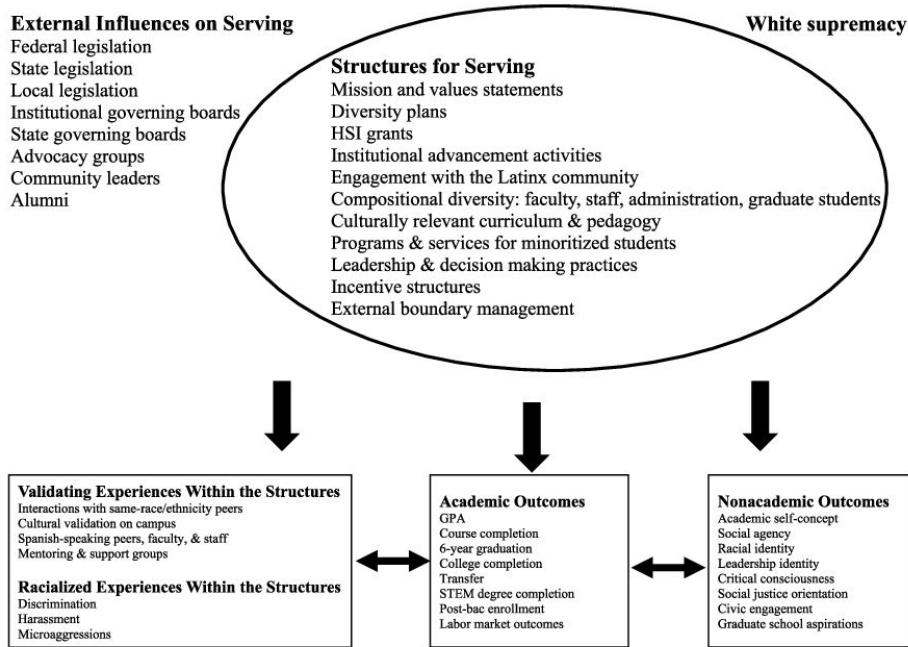 External Influences on Serving
Federal legislation
State legislation
Local legislation
Institutional governing boards
State governing boards
Advocacy groups
Community leaders
Alumni
White supremacy
Structures for Serving
Mission and values statements
Diversity plans
HSI grants
Institutional advancement activities
Engagement with the Latinx community
Compositional diversity: faculty, staff, administration, graduate students
Culturally relevant curriculum & pedagogy
Programs & services for minoritized students
Leadership & decision making practices
Incentive structures
External boundary management
Validating Experiences Within the Structures
Interactions with same-race/ethnicity peers
Cultural validation on campus
Spanish-speaking peers, faculty, & staff
Mentoring & support groups
Racialized Experiences Within the Structures
Discrimination
Harassment
Microaggressions
Academic Outcomes
GPA
Course completion
6-year graduation
College completion
Transfer
STEM degree completion
Post-bac enrollment
Labor market outcomes
Nonacademic Outcomes
Academic self-concept
Social agency
Racial identity
Leadership identity
Critical consciousness
Social justice orientation
Civic engagement
Graduate school aspirations